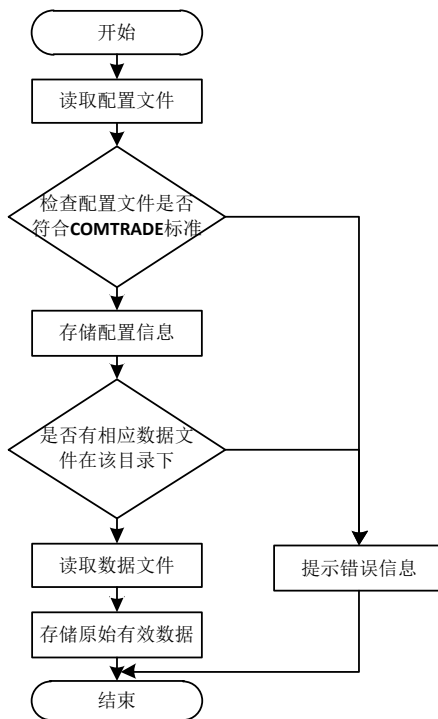 开始
读取配置文件
检查配置文件是否
符合COMTRADE标准
存储配置信息
是否有相应数据文
件在该目录下
读取数据文件
提示错误信息
存储原始有效数据
结束